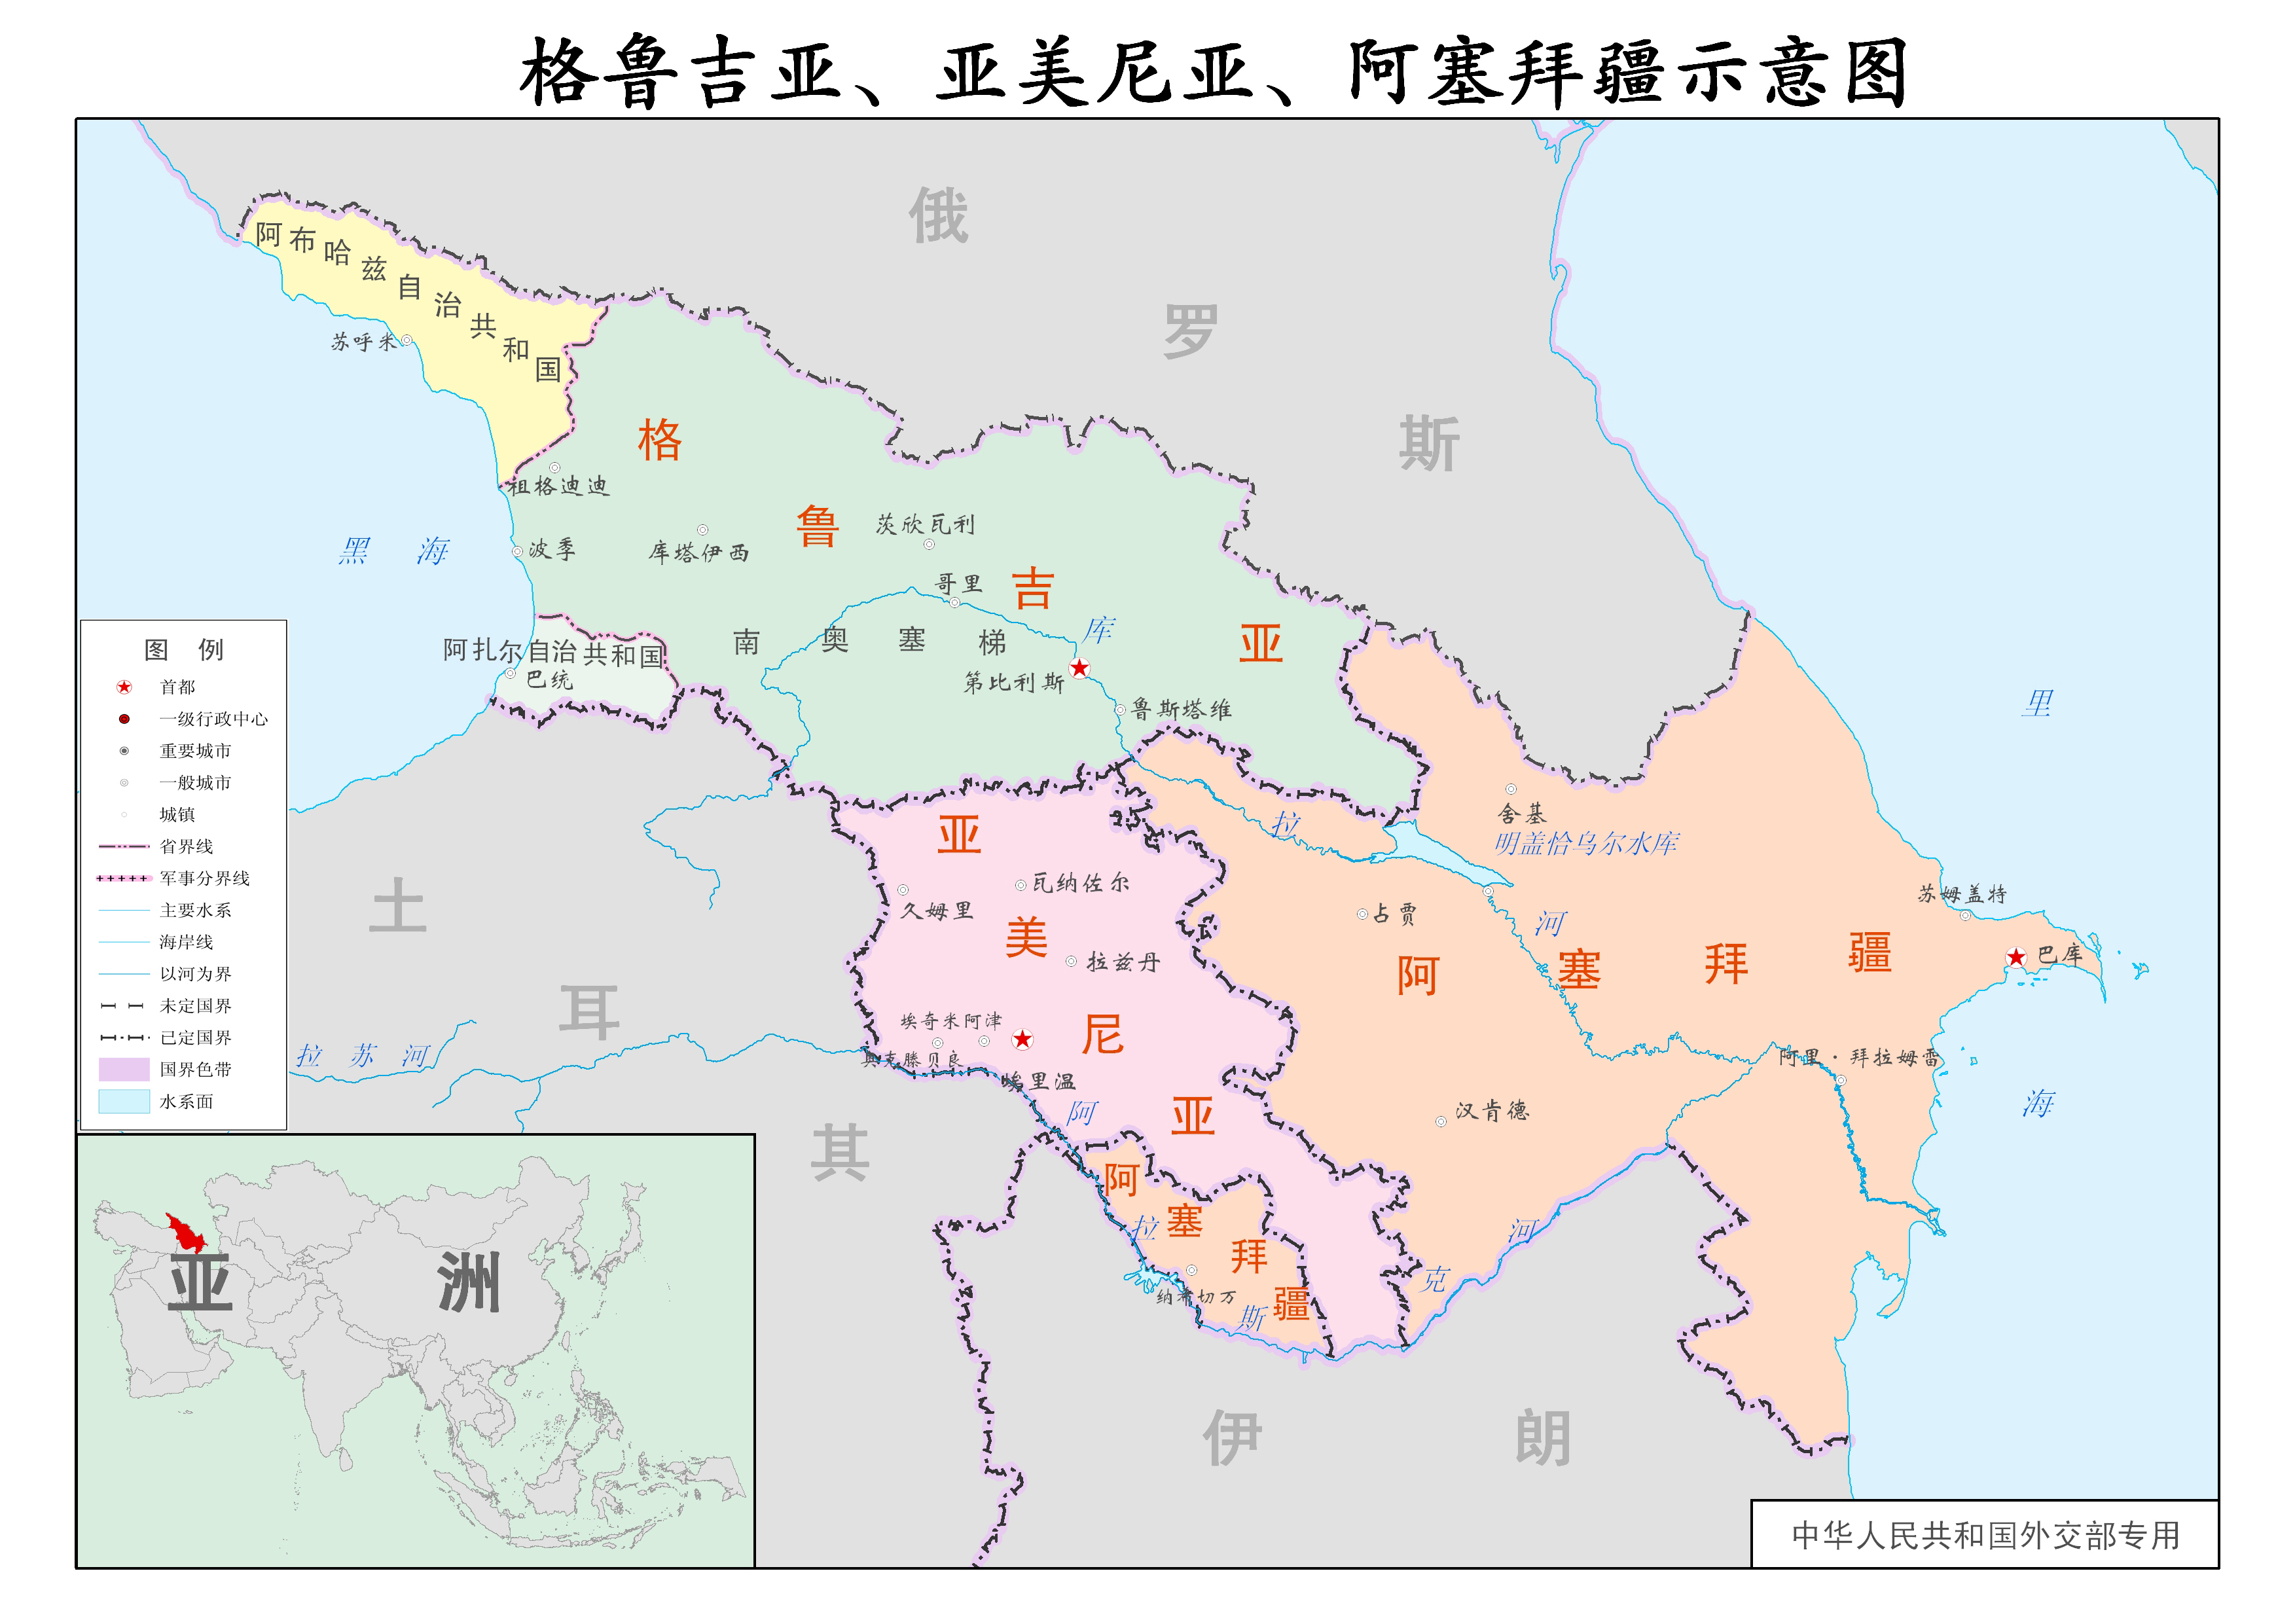 格鲁吉亚、亚美尼亚、阿塞拜疆示意图
俄罗斯
阿布哈兹自治共和国
苏呼米
格鲁吉亚
祖格迪迪
黑海
波季
库塔伊西
茨欣瓦利
哥里
南奥塞梯
阿扎尔自治共和国
巴统
第比利斯
鲁斯塔维
库拉河
里海
舍基
明盖恰乌尔水库
土耳其
亚美尼亚
久姆里
瓦纳佐尔
拉兹丹
占贾
阿塞拜疆
苏姆盖特
巴库
埃奇米阿津
奥克滕贝良
埃里温
阿里·拜拉姆雷
汉肯德
拉苏河
阿拉斯
克
河
阿塞拜疆
纳希切万
伊朗
图例
首都
一级行政中心
重要城市
一般城市
城镇
省界线
军事分界线
主要水系
海岸线
以河为界
未定国界
已定国界
国界色带
水系面
亚洲
中华人民共和国外交部专用